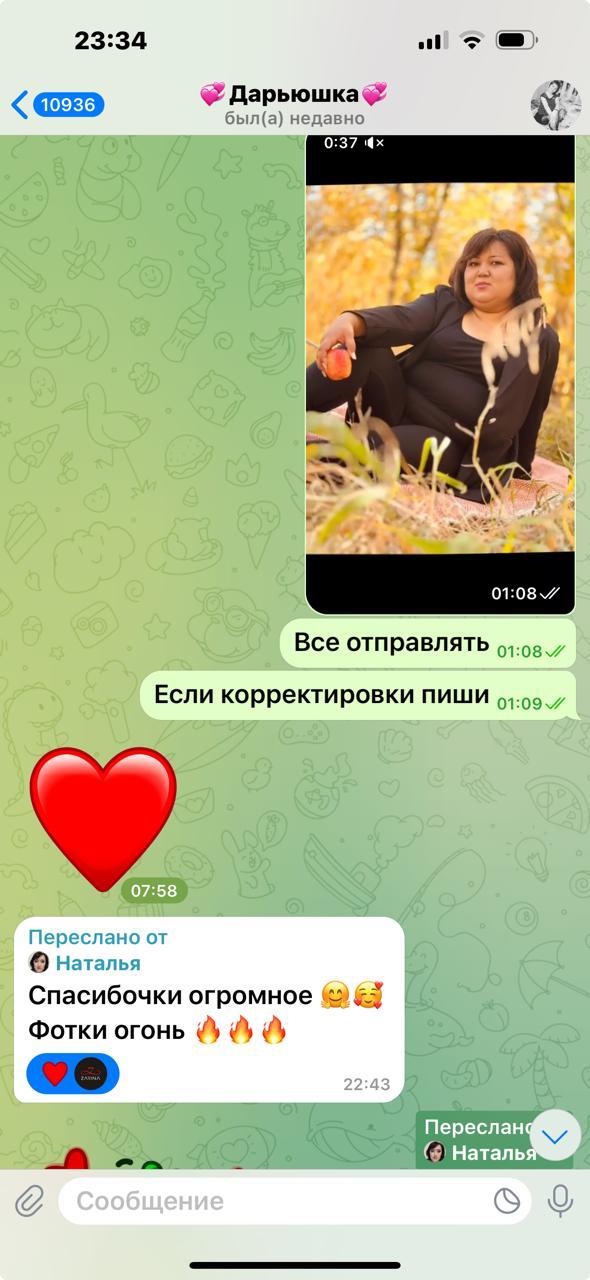 23:34
10936
💞Дарьюшка💞
был(а) недавно
0:37
01:08
Все отправлять 01:08
Если корректировки пиши 01:09
07:58
Переслано от
Наталья
Спасибочки огромное 🤗🥰
Фотки огонь 🔥🔥🔥
ZARINA
22:43
Переслано
Наталья
Сообщение